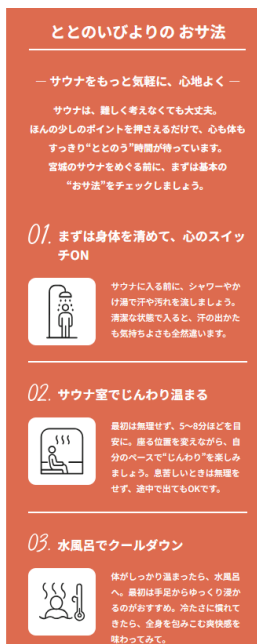 ととのいびよりの おサ法
― サウナをもっと気軽に、心地よく ―
サウナは、難しく考えなくても大丈夫。
ほんの少しのポイントを押さえるだけで、心も体も
すっきり“ととのう”時間が待っています。
宮城のサウナをめぐる前に、まずは基本の
“おサ法”をチェックしましょう。
01. まずは身体を清めて、心のスイッ
チON
サウナに入る前に、シャワーやか
け湯で汗や汚れを流しましょう。
清潔な状態で入ると、汗の出かた
も気持ちよさも全然違います。
02. サウナ室でじんわり温まる
最初は無理せず、5〜8分ほどを目
安に。座る位置を変えながら、自
分のペースで“じんわり”を楽しみ
ましょう。息苦しいときは無理を
せず、途中で出てもOKです。
03. 水風呂でクールダウン
体がしっかり温まったら、水風呂
へ。最初は手足からゆっくり浸か
るのがおすすめ。冷たさに慣れて
きたら、全身を包みこむ爽快感を
味わってみて。